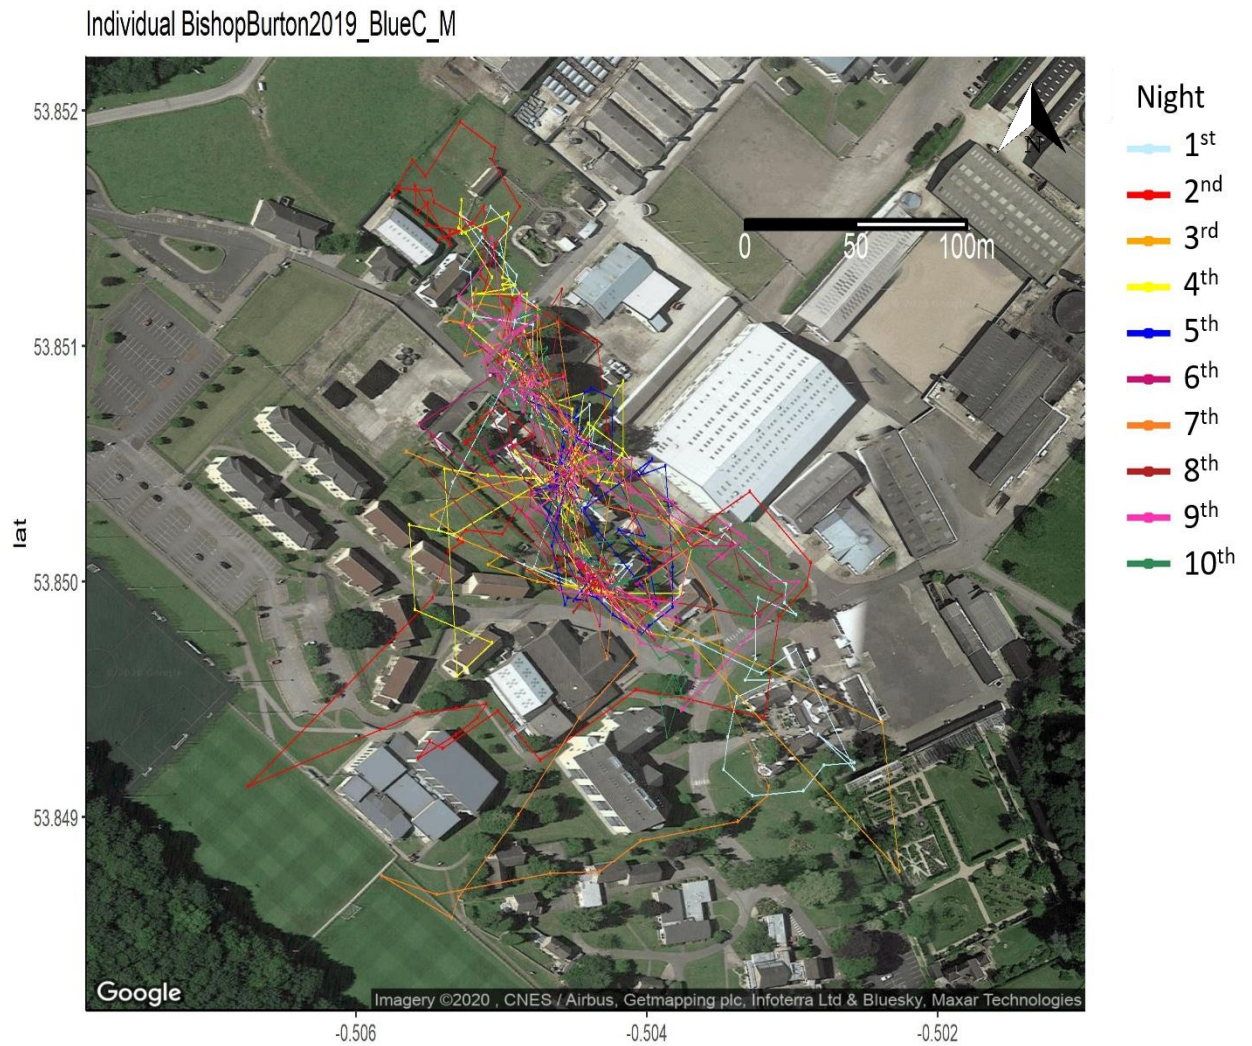 Individual BishopBurton2019_BlueC_M
53.852
53.851
53.850
53.849
lat
-0.506
-0.504
-0.502
N
0 50 100m
Night
1st
2nd
3rd
4th
5th
6th
7th
8th
9th
10th
Google
Imagery ©2020 , CNES / Airbus, Getmapping plc, Infoterra Ltd & Bluesky, Maxar Technologies